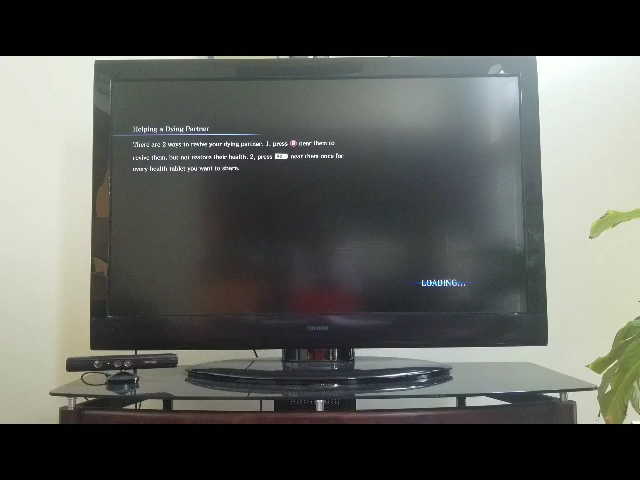 Helping a Dying Partner
There are 2 ways to revive your dying partner. 1, press B near them to
revive them, but not restore their health. 2, press near them once for
every health tablet you want to share.
LOADING...
TOSHIBA